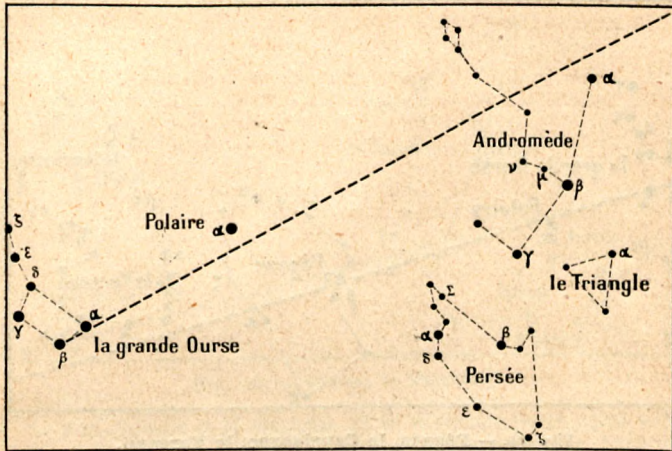 α
Andromède
ν
μ
β
Polaire α
ζ
ε
δ
γ
α
le Triangle
α
γ
β
la grande Ourse
Σ
α
β
δ
Persée
ε
ζ